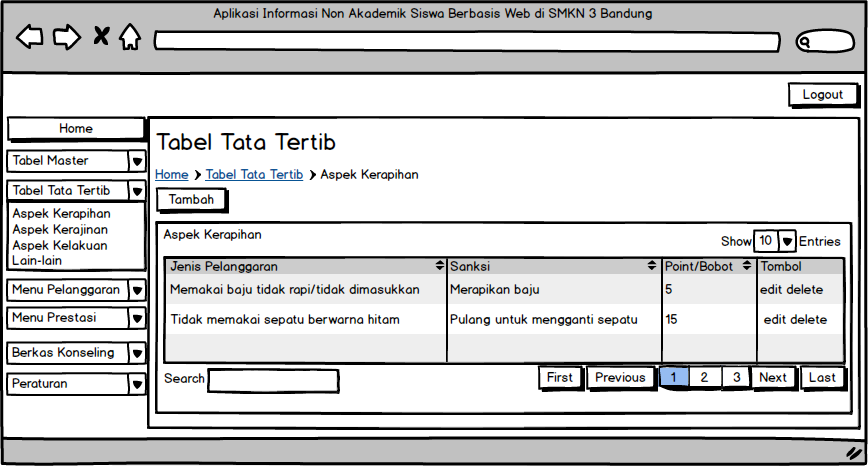 Aplikasi Informasi Non Akademik Siswa Berbasis Web di SMKN 3 Bandung
Logout
Home
Tabel Master
Tabel Tata Tertib
Aspek Kerapihan
Aspek Kerajinan
Aspek Kelakuan
Lain-lain
Menu Pelanggaran
Menu Prestasi
Berkas Konseling
Peraturan
Tabel Tata Tertib
Home > Tabel Tata Tertib > Aspek Kerapihan
Tambah
Aspek Kerapihan
Show 10 Entries
Jenis Pelanggaran Sanksi Point/Bobot Tombol
Memakai baju tidak rapi/tidak dimasukkan Merapikan baju 5 edit delete
Tidak memakai sepatu berwarna hitam Pulang untuk mengganti sepatu 15 edit delete
Search
First Previous 1 2 3 Next Last